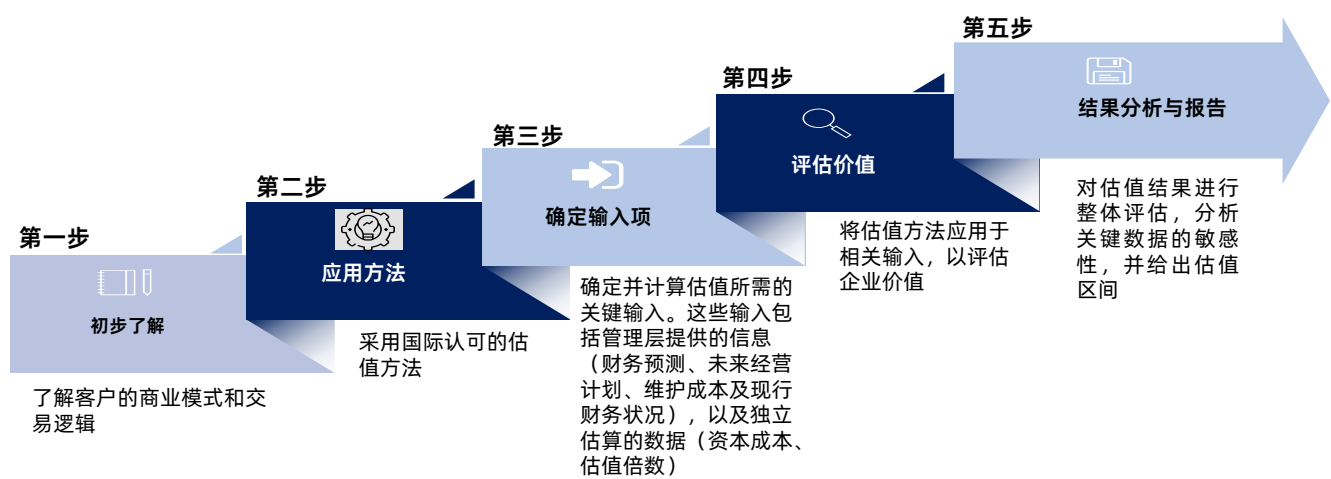 第一步
初步了解
了解客户的商业模式和交
易逻辑
第二步
应用方法
采用国际认可的估
值方法
第三步
确定输入项
确定并计算估值所需的
关键输入。这些输入包
括管理层提供的信息
（财务预测、未来经营
计划、维护成本及现行
财务状况），以及独立
估算的数据（资本成本、
估值倍数）
第四步
评估价值
将估值方法应用于
相关输入，以评估
企业价值
第五步
结果分析与报告
对估值结果进行
整体评估，分析
关键数据的敏感
性，并给出估值
区间